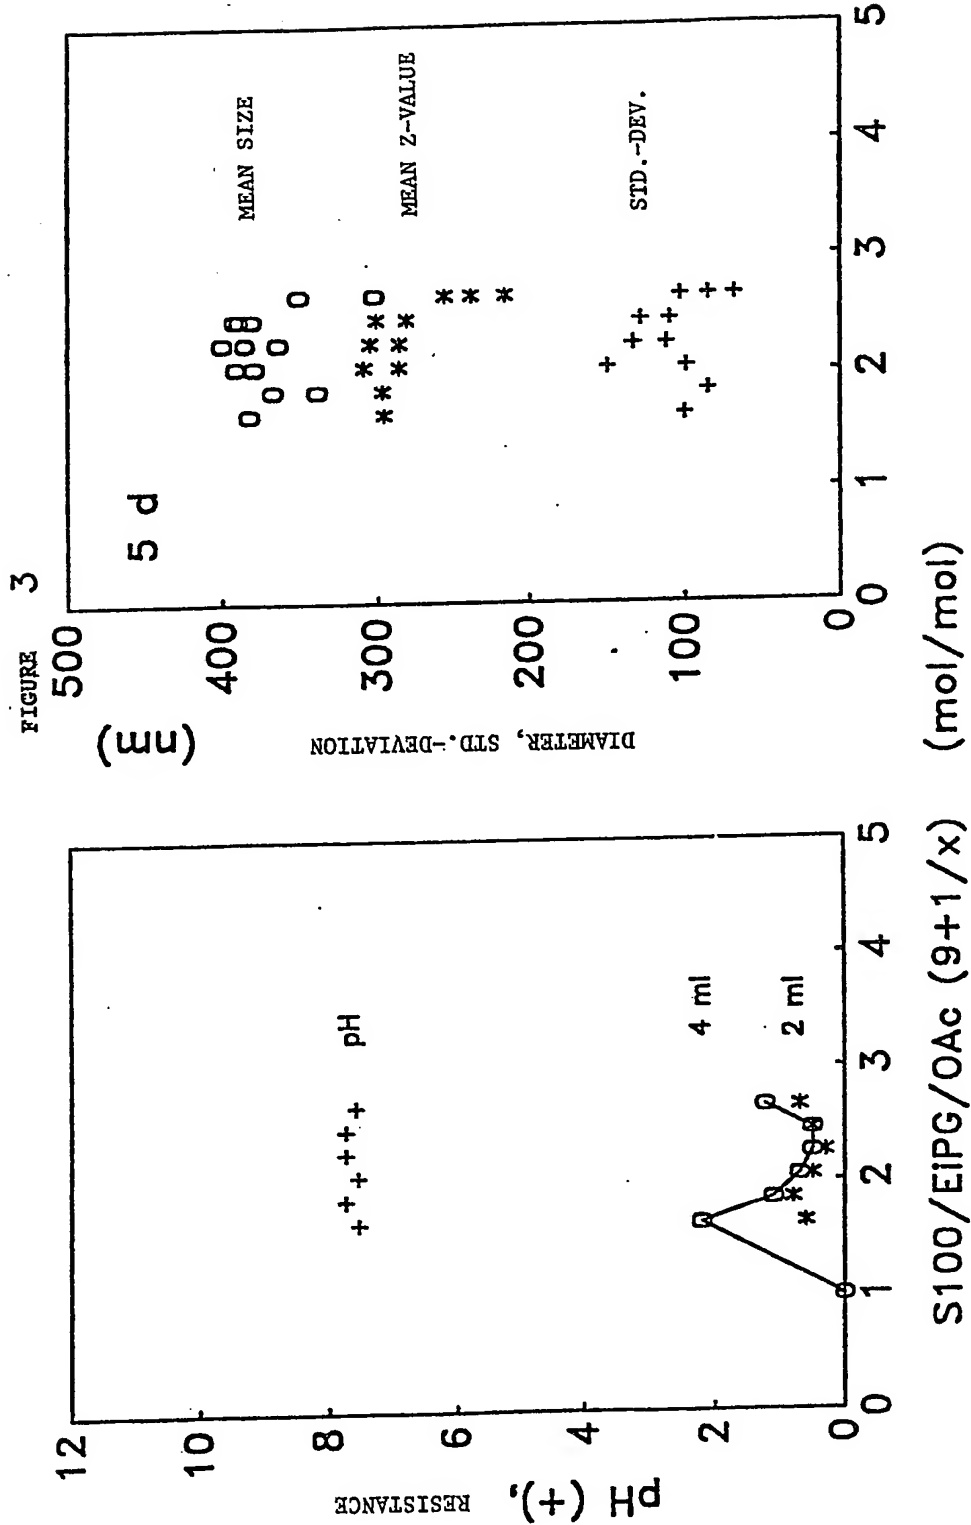 FIGURE 3
12
10
8
6
4
2
0
pH (+), RESISTANCE
pH
4 ml
2 ml
0 1 2 3 4 5
S100/EiPG/OAc (9+1/x) (mol/mol)
500
400
300
200
100
0
(nm)
DIAMETER, STD.-DEVIATION
5 d
MEAN SIZE
MEAN Z-VALUE
STD.-DEV.
0 1 2 3 4 5